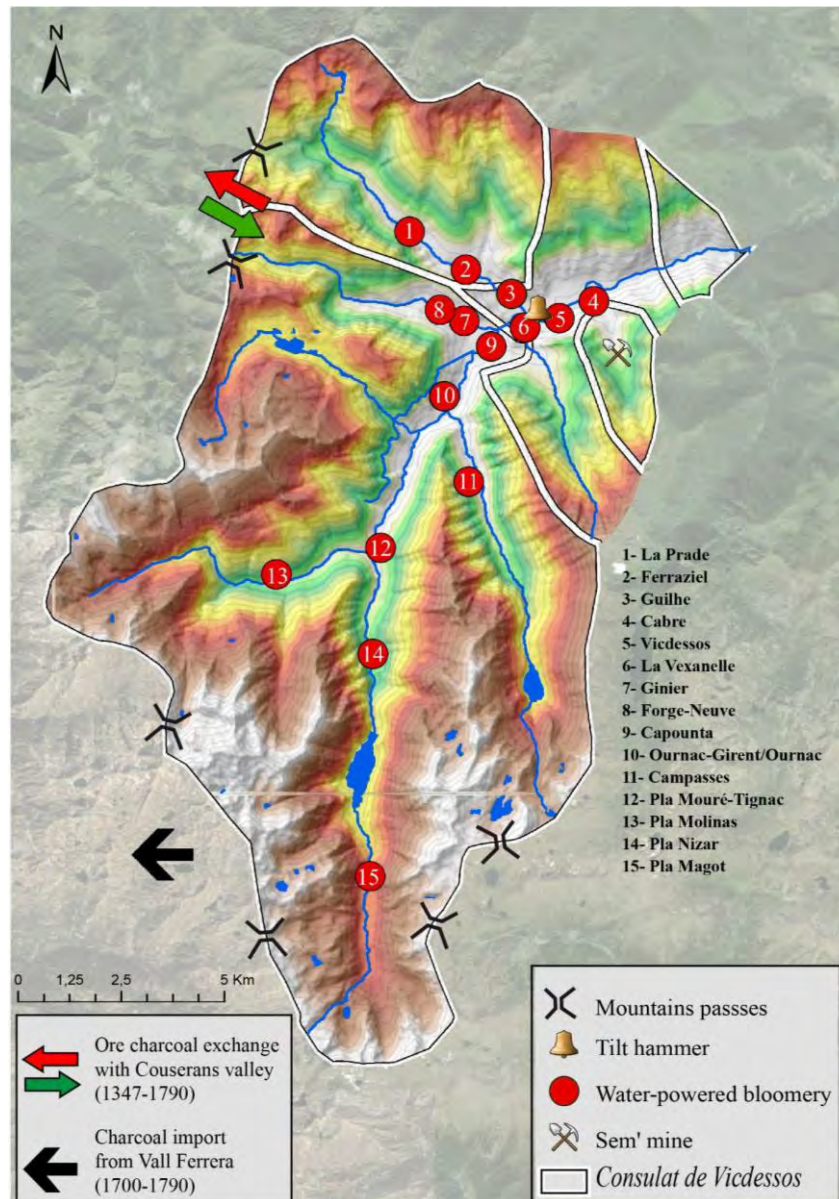 N
1
2
3
4
5
6
7
8
9
10
11
12
13
14
15
1- La Prade
2- Ferraziel
3- Guilhe
4- Cabre
5- Vicdessos
6- La Vexanelle
7- Ginier
8- Forge-Neuve
9- Capounta
10- Ournac-Girent/Ournac
11- Campasses
12- Pla Mouré-Tignac
13- Pla Molinas
14- Pla Nizar
15- Pla Magot
0 1,25 2,5 5 Km
Ore charcoal exchange
with Couserans valley
(1347-1790)
Charcoal import
from Vall Ferrera
(1700-1790)
Mountains passses
Tilt hammer
Water-powered bloomery
Sem' mine
Consulat de Vicdessos